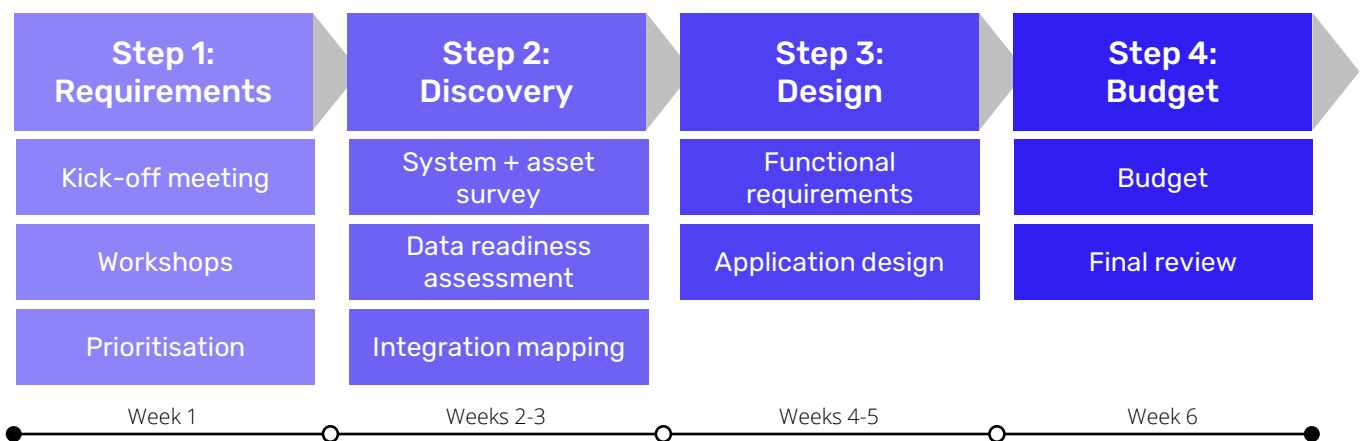 Step 1:
Requirements
Kick-off meeting
Workshops
Prioritisation
Week 1
Step 2:
Discovery
System + asset
survey
Data readiness
assessment
Integration mapping
Weeks 2-3
Step 3:
Design
Functional
requirements
Application design
Weeks 4-5
Step 4:
Budget
Budget
Final review
Week 6